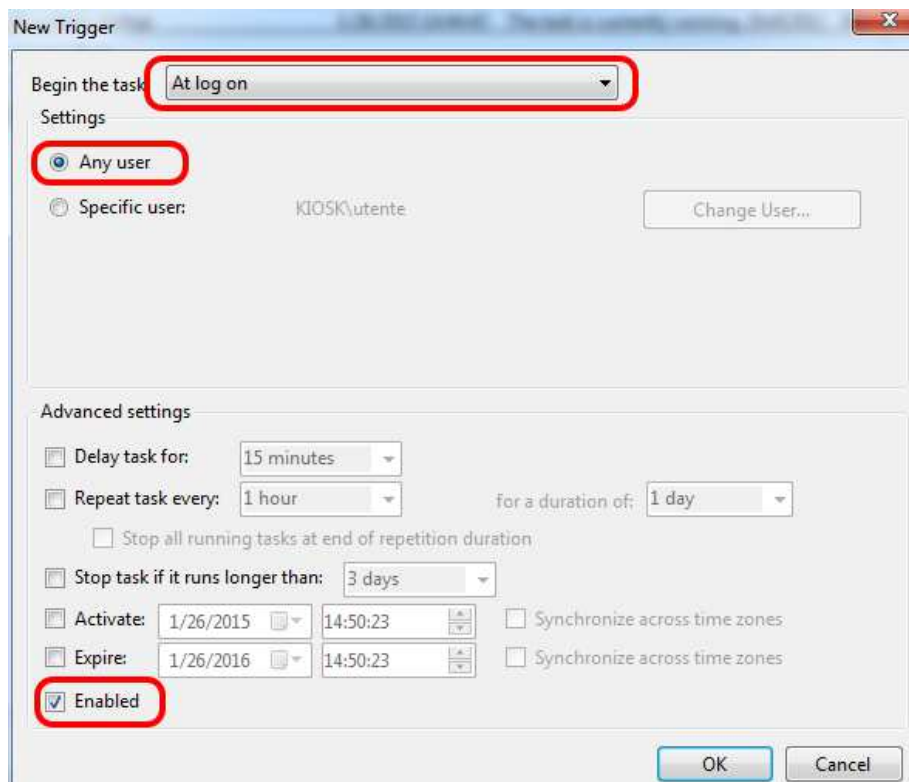 New Trigger
Begin the task
At log on
Settings
Any user
Specific user: KIOSK\utente Change User...
Advanced settings
Delay task for: 15 minutes
Repeat task every: 1 hour for a duration of: 1 day
Stop all running tasks at end of repetition duration
Stop task if it runs longer than: 3 days
Activate: 1/26/2015 14:50:23 Synchronize across time zones
Expire: 1/26/2016 14:50:23 Synchronize across time zones
Enabled
OK Cancel